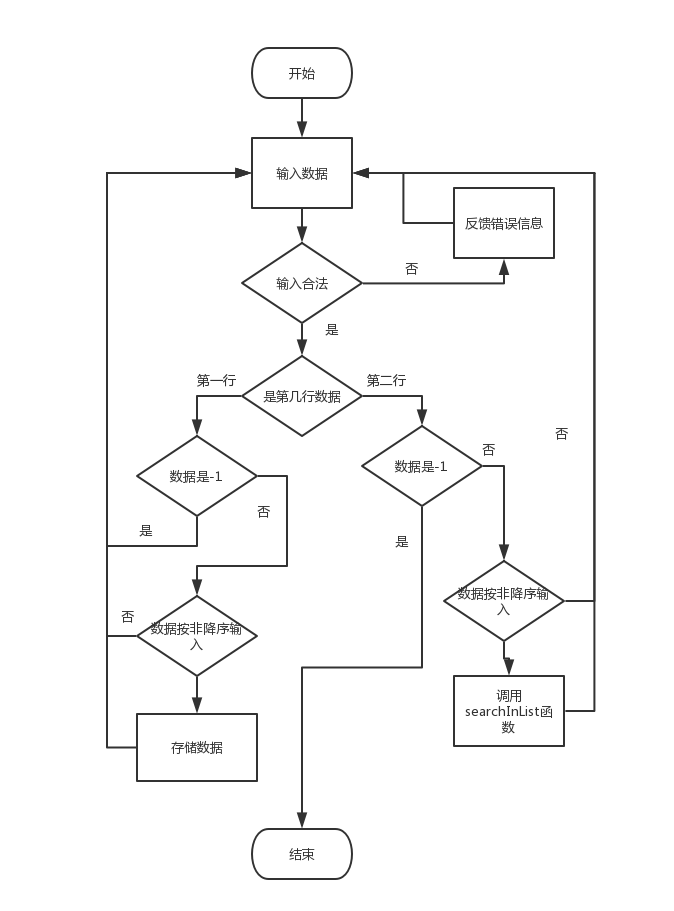 开始
输入数据
反馈错误信息
否
输入合法
是
第一行
第二行
是第几行数据
否
数据是-1
否
数据是-1
否
是
是
数据按非降序输
入
否
数据按非降序输
入
调用
searchInList函
数
存储数据
结束